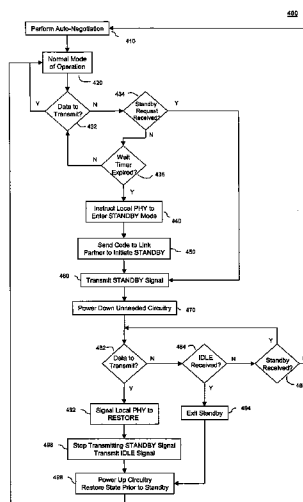 400
Perform Auto-Negotiation
410
Normal Mode
of Operation
420
Y
Data to
Transmit?
N
432
434
Standby
Request
Received?
Y
N
N
Wait
Timer
Expired?
436
Y
Instruct Local PHY to
Enter STANDBY Mode
440
Send Code to Link
Partner to Initiate STANDBY
450
460
Transmit STANDBY Signal
Power Down Unneeded Circuitry
470
482
Data to
Transmit?
N
484
IDLE
Received?
N
Y
Standby
Received?
N
Y
Y
492
Signal Local PHY to
RESTORE
Exit Standby
494
496
Stop Transmitting STANDBY Signal
Transmit IDLE Signal
498
Power Up Circuitry
Restore State Prior to Standby